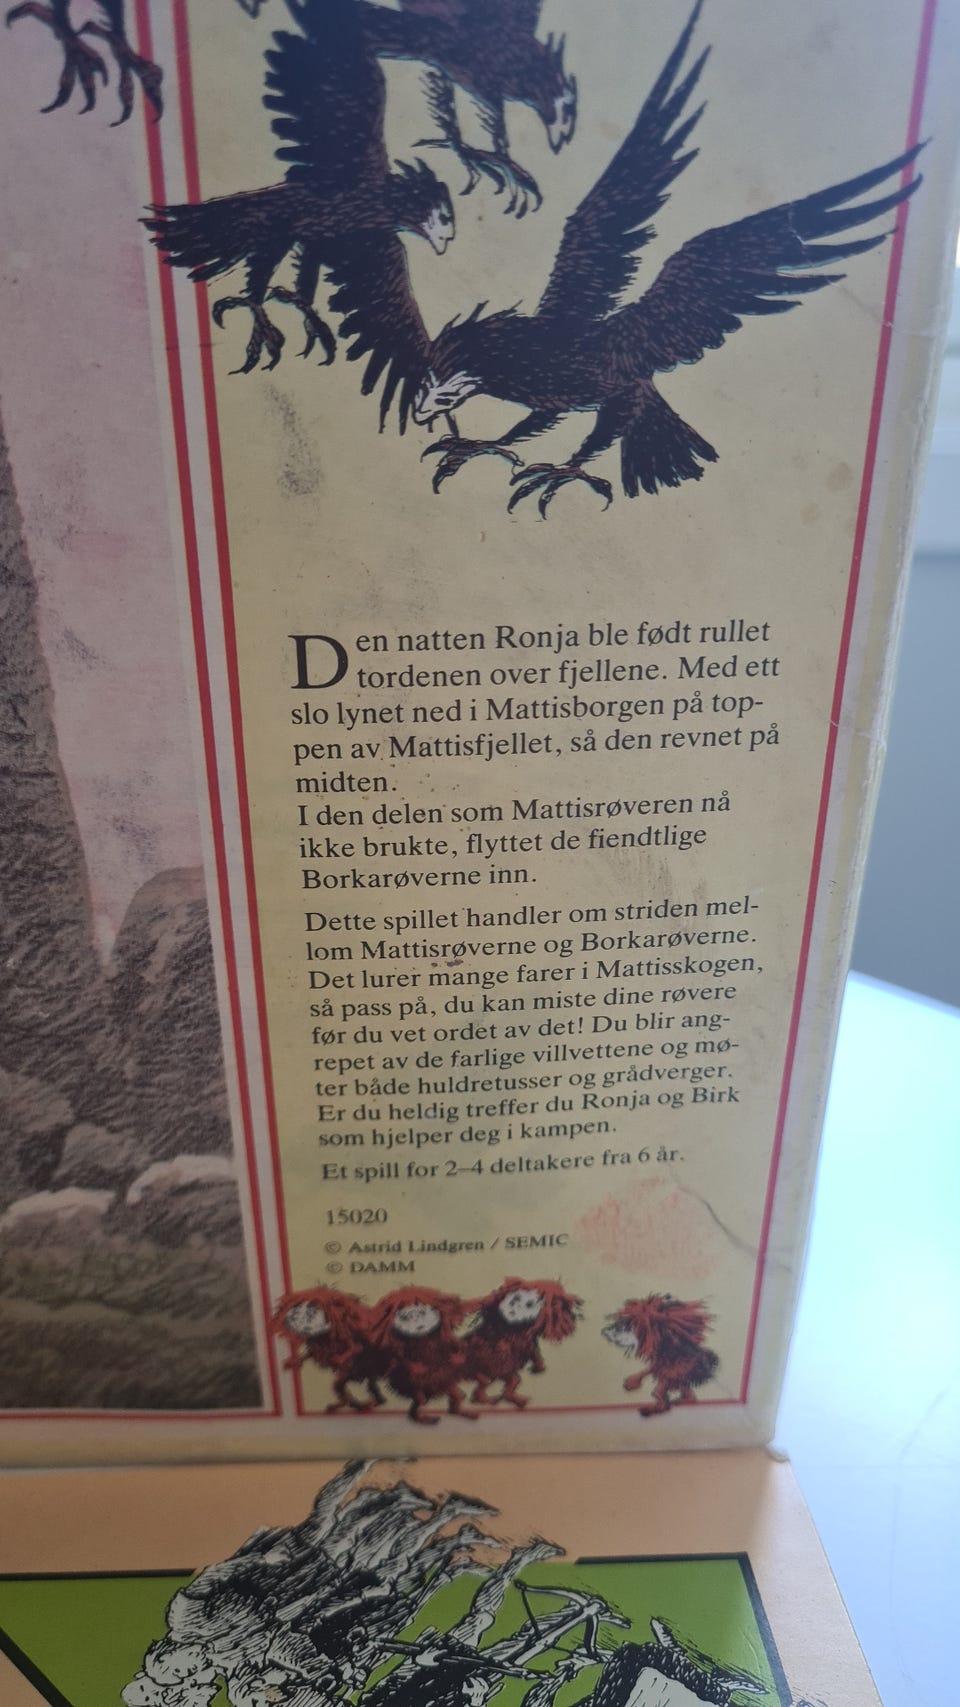 Den natten Ronja ble født rullet
tordenen over fjellene. Med ett
slo lynet ned i Mattisborgen på top-
pen av Mattisfjellet, så den revnet på
midten.
I den delen som Mattisrøveren nå
ikke brukte, flyttet de fiendtlige
Borkarøverne inn.
Dette spillet handler om striden mel-
lom Mattisrøverne og Borkarøverne.
Det lurer mange farer i Mattisskogen,
så pass på, du kan miste dine røvere
før du vet ordet av det! Du blir ang-
repet av de farlige villvettene og mø-
ter både huldretusser og grådverger.
Er du heldig treffer du Ronja og Birk
som hjelper deg i kampen.
Et spill for 2–4 deltakere fra 6 år.
15020
© Astrid Lindgren / SEMIC
© DAMM